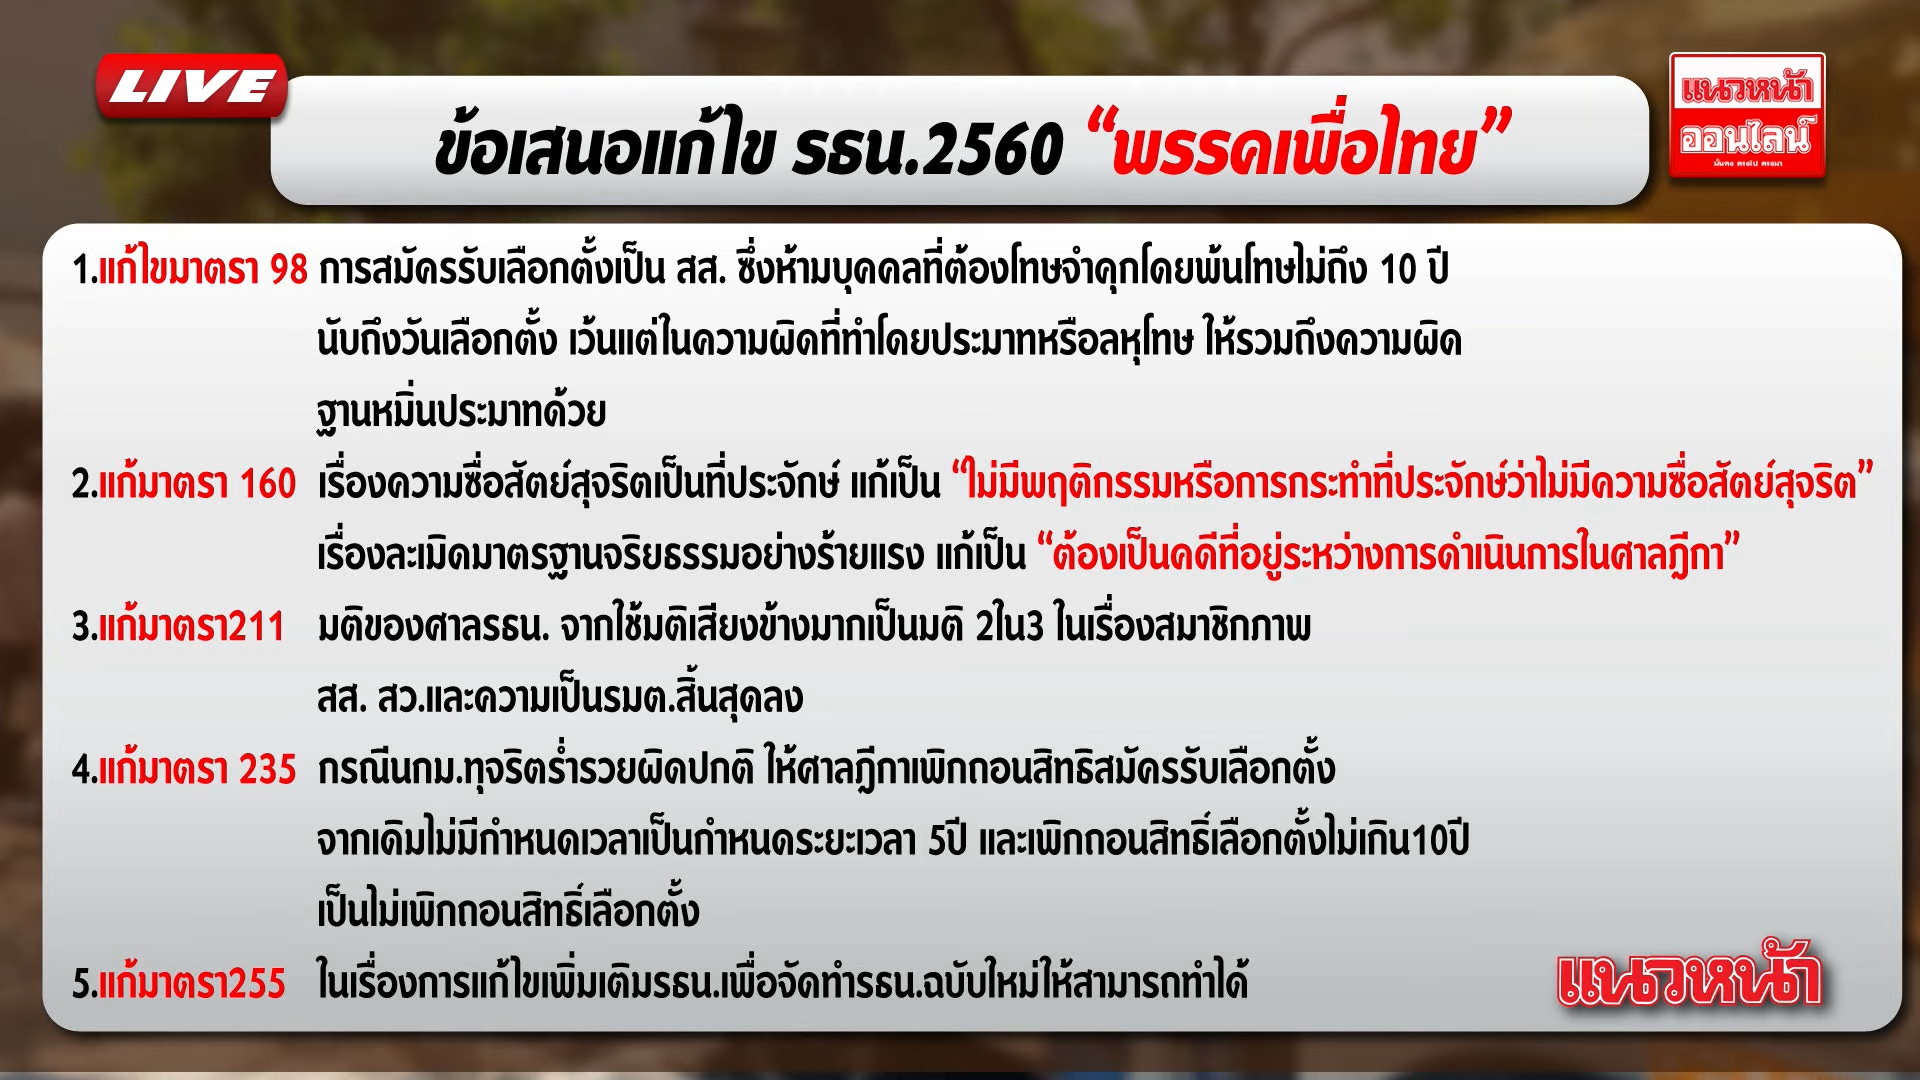 LIVE
ข้อเสนอแก้ไข รธน.2560 “พรรคเพื่อไทย”
แนวหน้า
ออนไลน์
มั่นคง ตรงไป ตรงมา
1.แก้ไขมาตรา 98 การสมัครรับเลือกตั้งเป็น สส. ซึ่งห้ามบุคคลที่ต้องโทษจำคุกโดยพ้นโทษไม่ถึง 10 ปี
นับถึงวันเลือกตั้ง เว้นแต่ในความผิดที่ทำโดยประมาทหรือลหุโทษ ให้รวมถึงความผิด
ฐานหมิ่นประมาทด้วย
2.แก้มาตรา 160 เรื่องความซื่อสัตย์สุจริตเป็นที่ประจักษ์ แก้เป็น “ไม่มีพฤติกรรมหรือการกระทำที่ประจักษ์ว่าไม่มีความซื่อสัตย์สุจริต”
เรื่องละเมิดมาตรฐานจริยธรรมอย่างร้ายแรง แก้เป็น “ต้องเป็นคดีที่อยู่ระหว่างการดำเนินการในศาลฎีกา”
3.แก้มาตรา211 มติของศาลรธน. จากใช้มติเสียงข้างมากเป็นมติ 2ใน3 ในเรื่องสมาชิกภาพ
สส. สว.และความเป็นรมต.สิ้นสุดลง
4.แก้มาตรา 235 กรณีนกม.ทุจริตร่ำรวยผิดปกติ ให้ศาลฎีกาเพิกถอนสิทธิสมัครรับเลือกตั้ง
จากเดิมไม่มีกำหนดเวลาเป็นกำหนดระยะเวลา 5ปี และเพิกถอนสิทธิ์เลือกตั้งไม่เกิน10ปี
เป็นไม่เพิกถอนสิทธิ์เลือกตั้ง
5.แก้มาตรา255 ในเรื่องการแก้ไขเพิ่มเติมรธน.เพื่อจัดทำรธน.ฉบับใหม่ให้สามารถทำได้
แนวหน้า